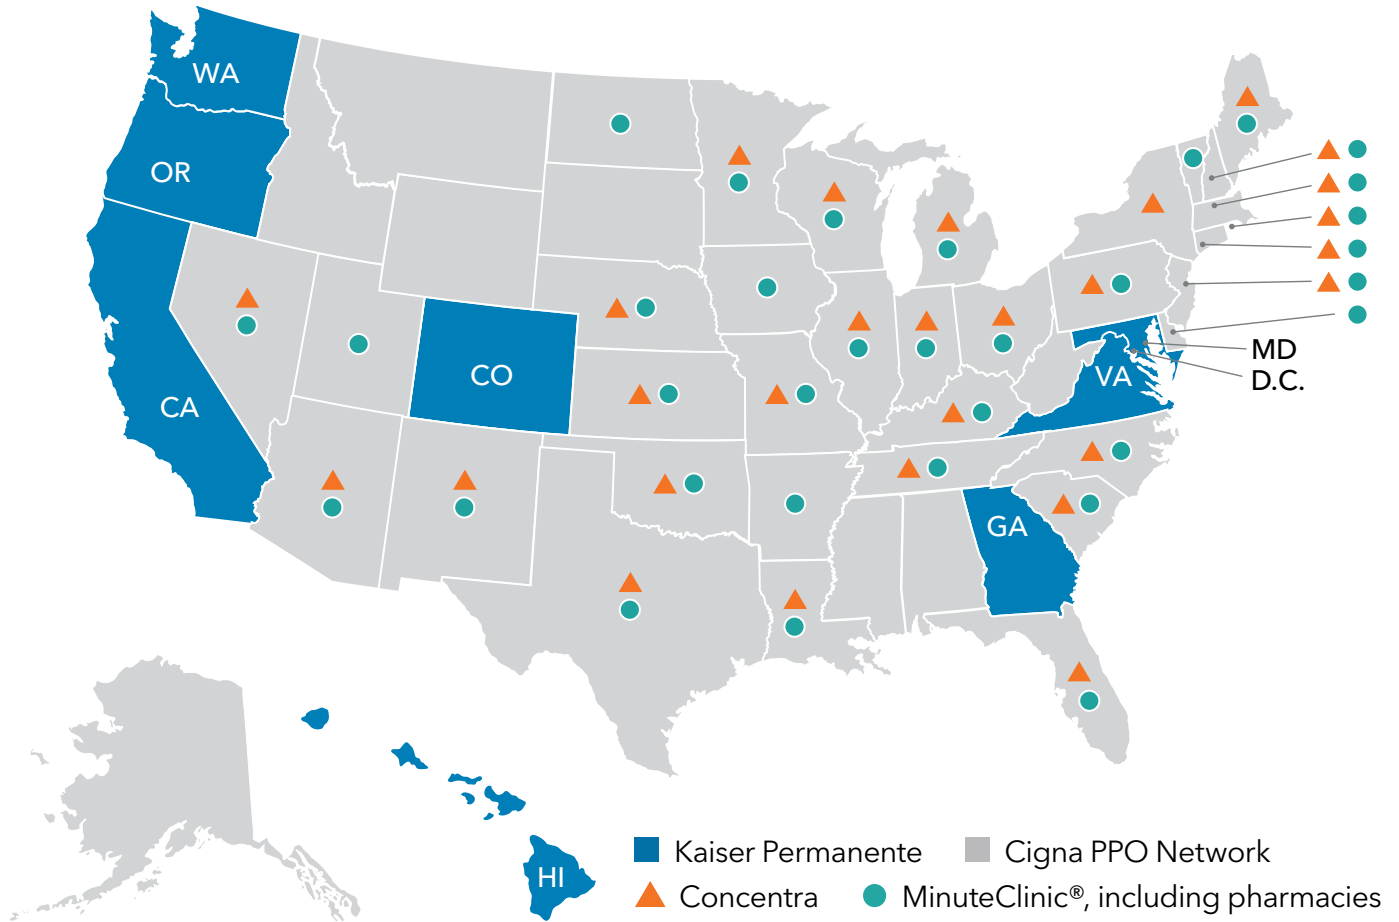 WA
OR
CA
CO
MD
VA
D.C.
GA
HI
Kaiser Permanente
Cigna PPO Network
Concentra
MinuteClinic®, including pharmacies